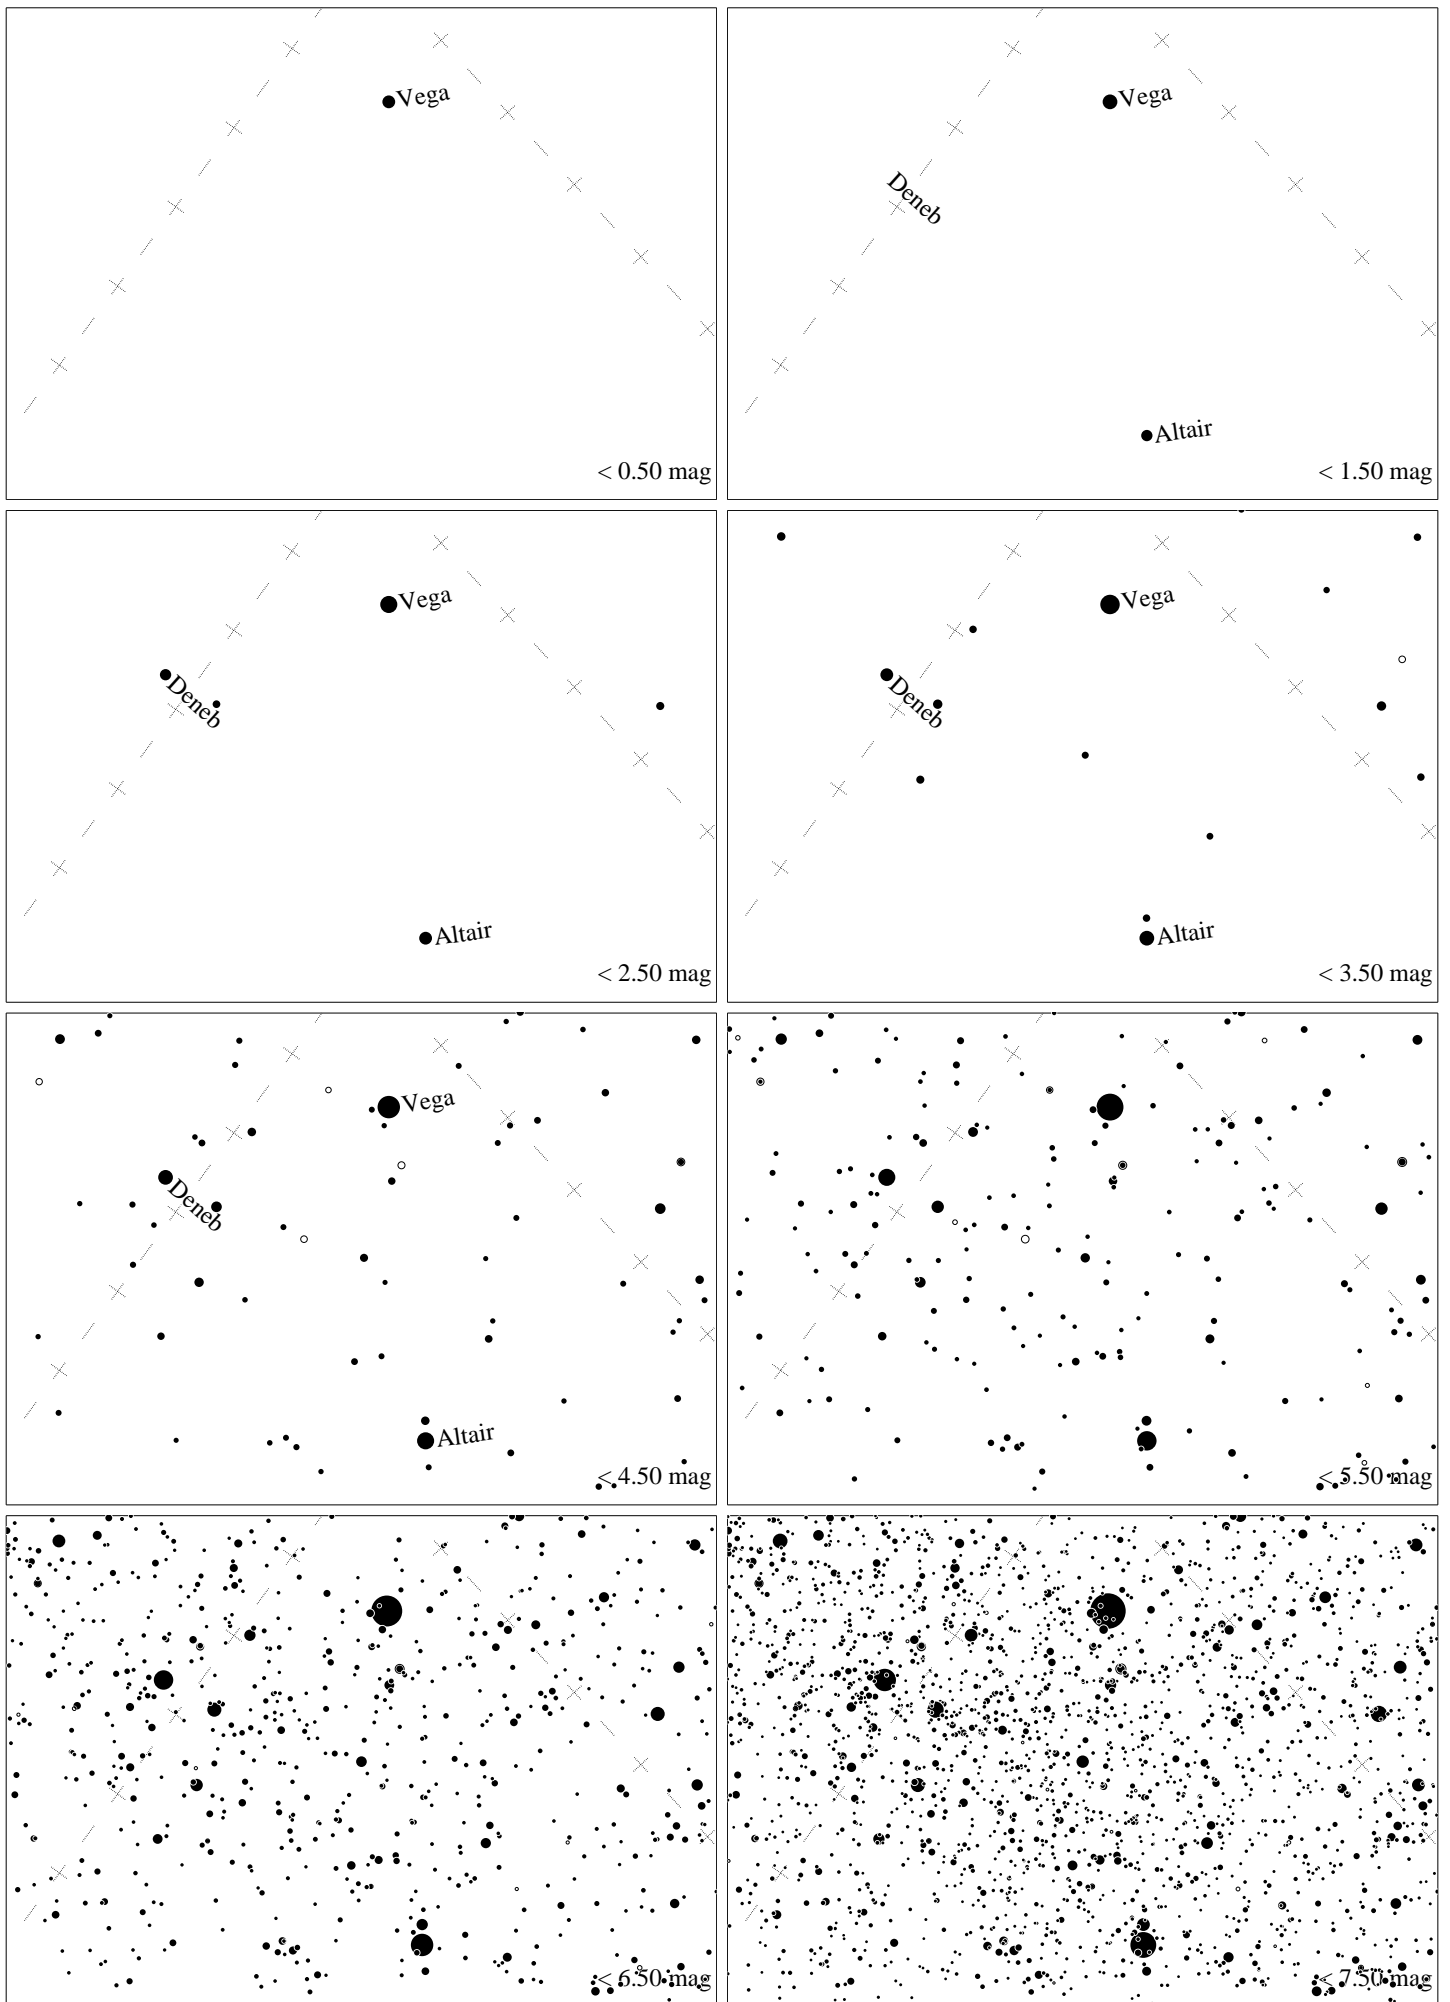 Vega
< 0.50 mag
Vega
Deneb
Altair
< 1.50 mag
Vega
Deneb
Altair
< 2.50 mag
Vega
Deneb
Altair
< 3.50 mag
Vega
Deneb
Altair
< 4.50 mag
< 5.50 mag
< 6.50 mag
< 7.50 mag